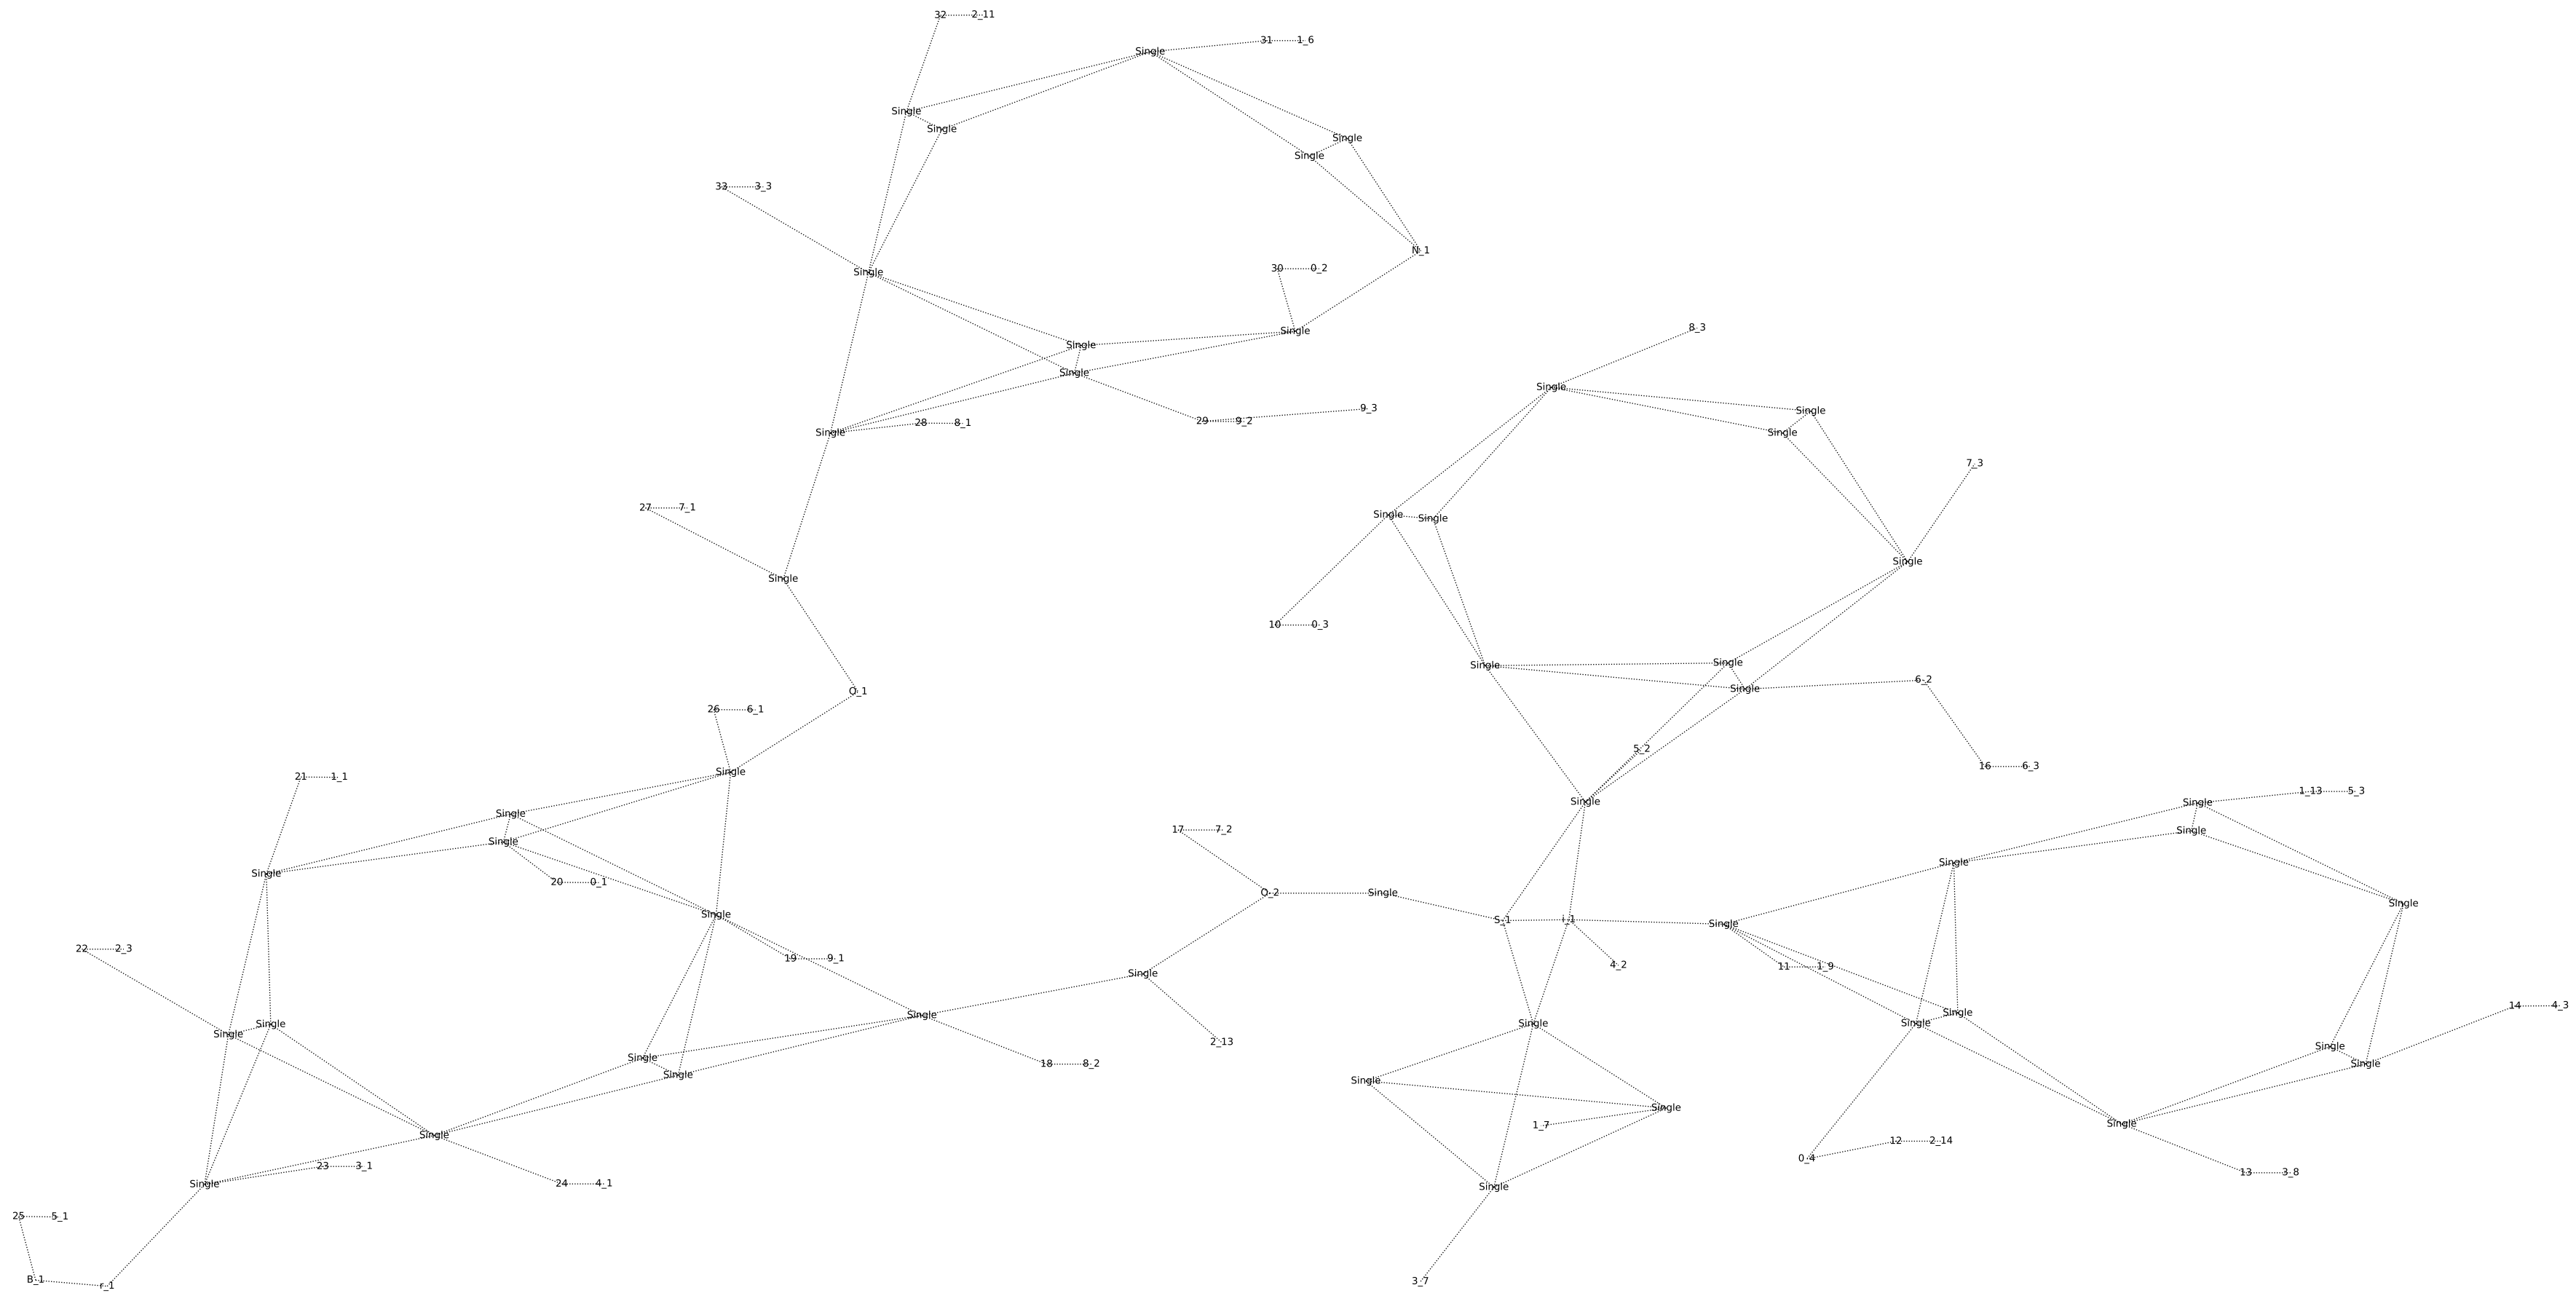 32 2_11
31 1_6
Single
Single
Single
Single
Single
33 3_3
N_1
30 0_2
Single
8_3
Single
Single
Single
Single
9_3
Single
29 9_2
28 8_1
Single
Single
7_3
27 7_1
Single
Single
Single
Single
10 0_3
Single
Single
6_2
Single
O_1
26 6_1
5_2
16 6_3
Single
21 1_1
1_13 5_3
Single
Single
Single
17 7_2
Single
Single
Single
Single
20 0_1
O_2 Single
Single
Single
S_1 i_1
Single
22 2_3
19 9_1
4_2
11 1_9
Single
14 4_3
Single
Single
Single
Single
Single
Single
2_13
Single
Single
18 8_2
Single
Single
Single
Single
1_7
Single
Single
12 2_14
0_4
23 3_1
13 3_8
Single
24 4_1
Single
25 5_1
B_1
r_1
3_7